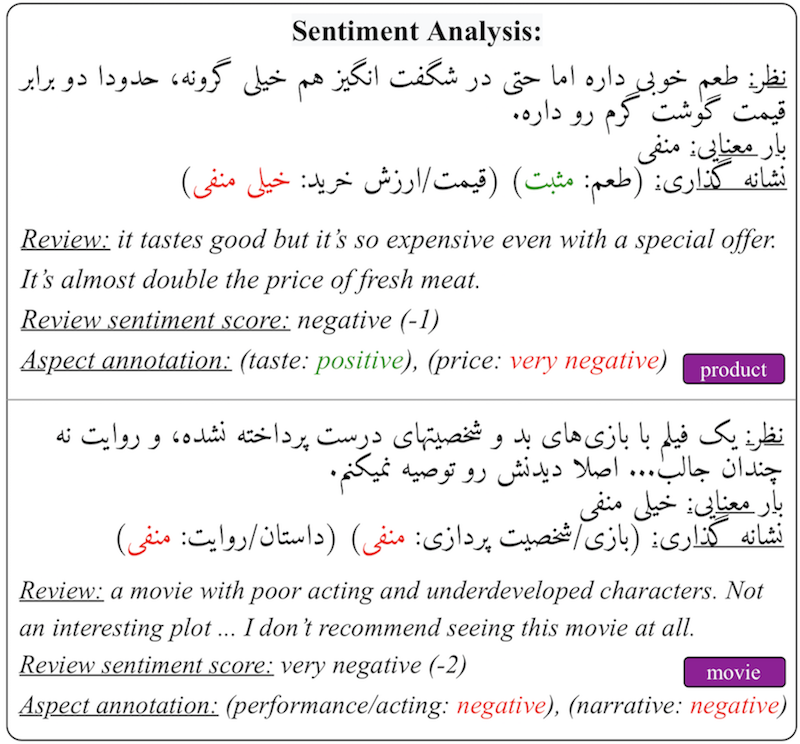 Sentiment Analysis:
نظر: طعم خوبی داره اما حتی در شگفت انگیز هم خیلی گرونه، حدودا دو برابر
قیمت گوشت گرم رو داره.
بار معنایی: منفی
نشانه گذاری: (طعم: مثبت) (قیمت/ارزش خرید: خیلی منفی)
Review: it tastes good but it's so expensive even with a special offer.
It's almost double the price of fresh meat.
Review sentiment score: negative (-1)
Aspect annotation: (taste: positive), (price: very negative)
product
نظر: یک فیلم با بازی‌های بد و شخصیتهای درست پرداخته نشده، و روایت نه
چندان جالب... اصلا دیدنش رو توصیه نمیکنم.
بار معنایی: خیلی منفی
نشانه گذاری: (بازی/شخصیت پردازی: منفی) (داستان/روایت: منفی)
Review: a movie with poor acting and underdeveloped characters. Not
an interesting plot ... I don't recommend seeing this movie at all.
Review sentiment score: very negative (-2)
movie
Aspect annotation: (performance/acting: negative), (narrative: negative)